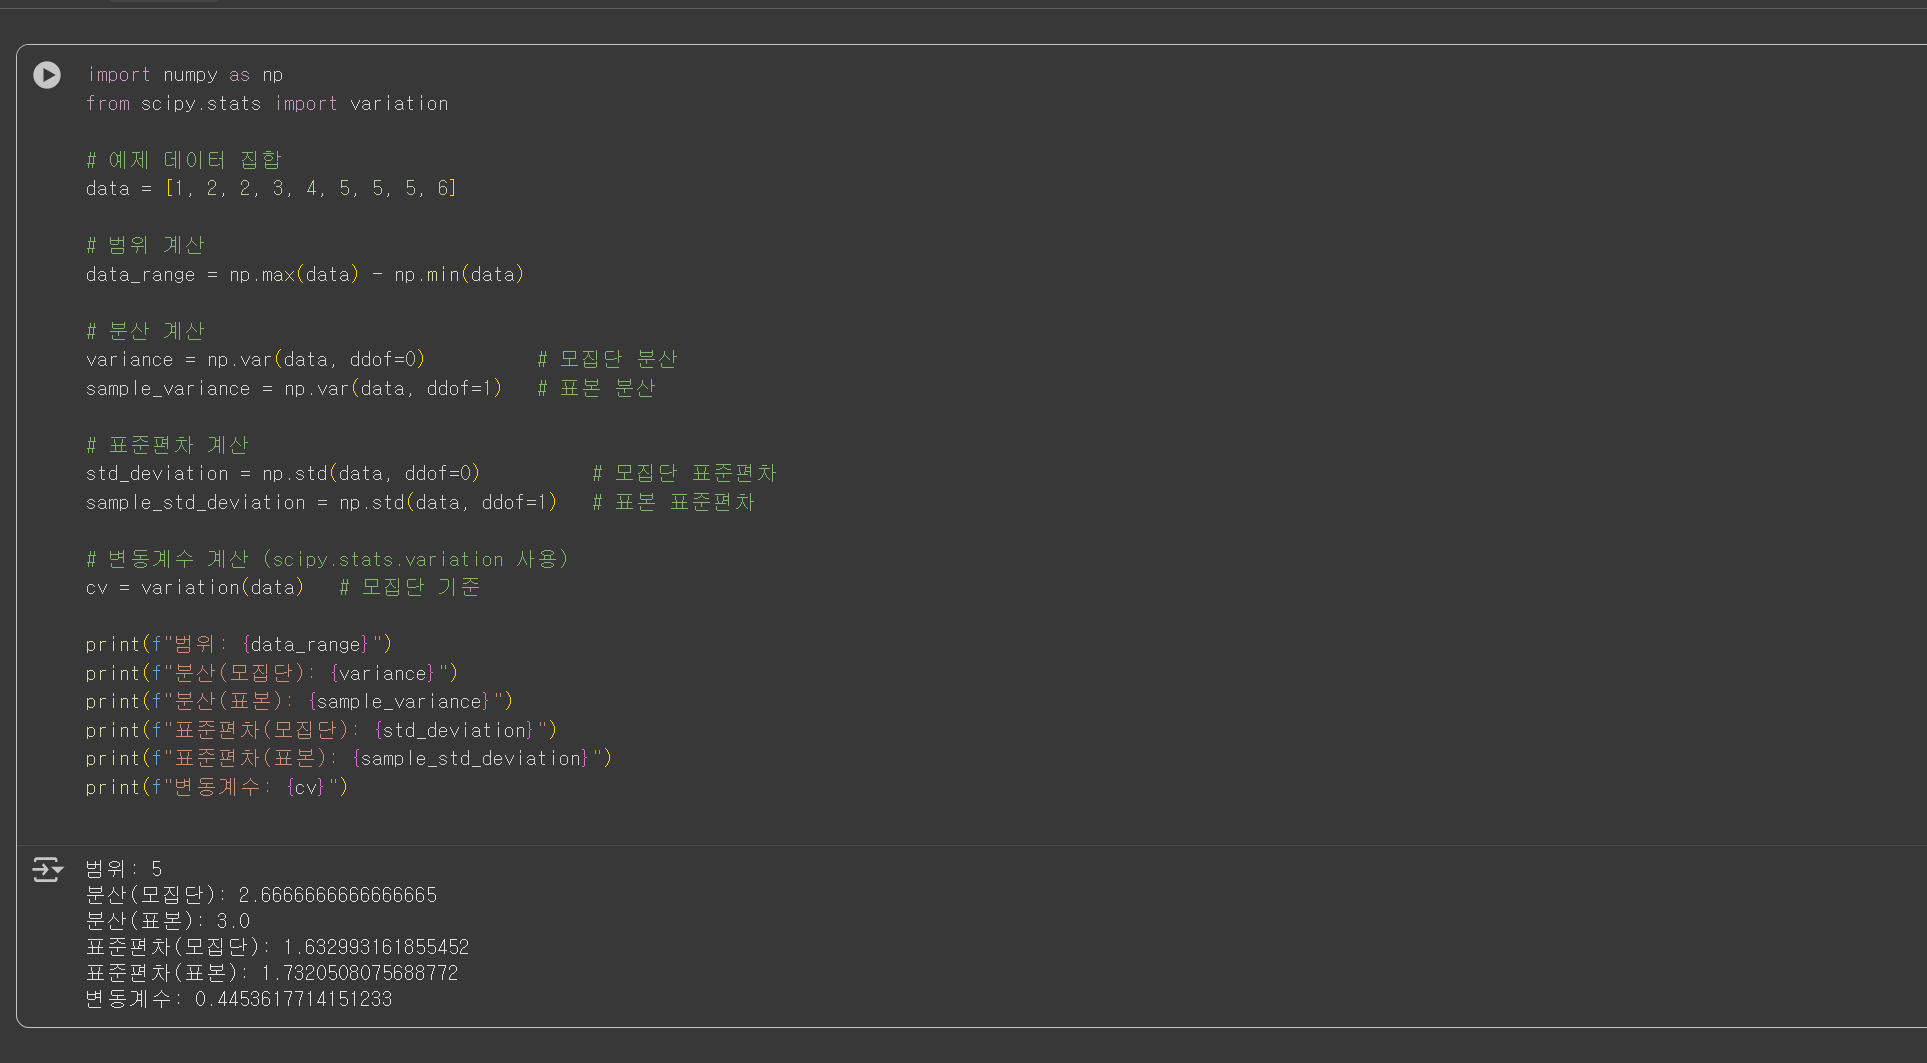 import numpy as np
from scipy.stats import variation
# 예제 데이터 집합
data = [1, 2, 2, 3, 4, 5, 5, 5, 6]
# 범위 계산
data_range = np.max(data) - np.min(data)
# 분산 계산
variance = np.var(data, ddof=0)          # 모집단 분산
sample_variance = np.var(data, ddof=1)   # 표본 분산
# 표준편차 계산
std_deviation = np.std(data, ddof=0)          # 모집단 표준편차
sample_std_deviation = np.std(data, ddof=1)   # 표본 표준편차
# 변동계수 계산 (scipy.stats.variation 사용)
cv = variation(data)   # 모집단 기준
print(f"범위: {data_range}")
print(f"분산(모집단): {variance}")
print(f"분산(표본): {sample_variance}")
print(f"표준편차(모집단): {std_deviation}")
print(f"표준편차(표본): {sample_std_deviation}")
print(f"변동계수: {cv}")
범위: 5
분산(모집단): 2.6666666666666665
분산(표본): 3.0
표준편차(모집단): 1.632993161855452
표준편차(표본): 1.7320508075688772
변동계수: 0.4453617714151233